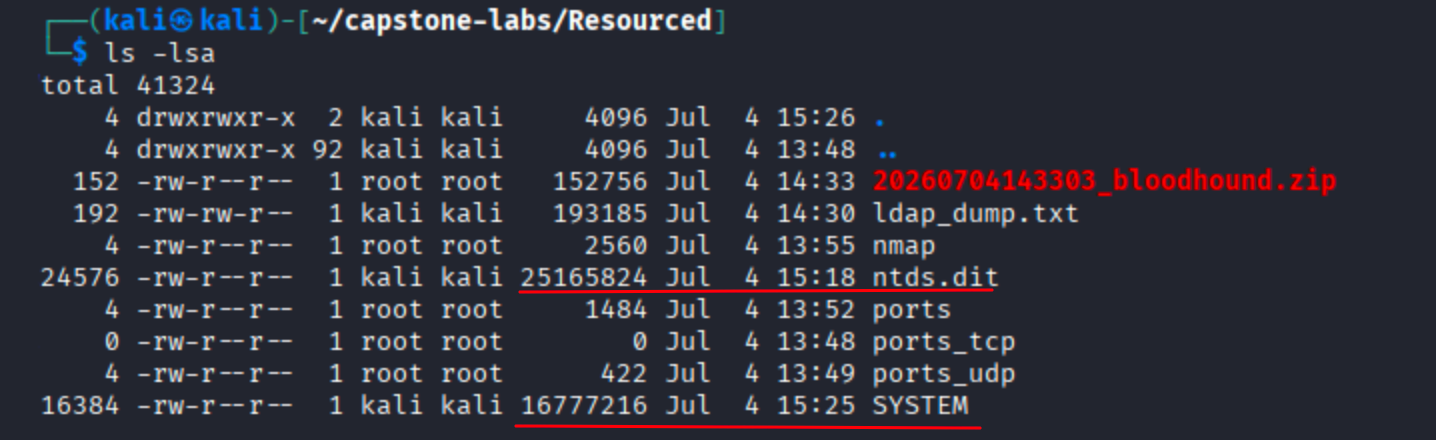 ┌──(kali㉿kali)-[~/capstone-labs/Resourced]
└─$ ls -lsa
total 41324
    4 drwxrwxr-x  2 kali kali     4096 Jul  4 15:26 .
    4 drwxrwxr-x 92 kali kali     4096 Jul  4 13:48 ..
  152 -rw-r--r--  1 root root   152756 Jul  4 14:33 20260704143303_bloodhound.zip
  192 -rw-rw-r--  1 kali kali   193185 Jul  4 14:30 ldap_dump.txt
    4 -rw-r--r--  1 root root     2560 Jul  4 13:55 nmap
24576 -rw-r--r--  1 kali kali 25165824 Jul  4 15:18 ntds.dit
    4 -rw-r--r--  1 root root     1484 Jul  4 13:52 ports
    0 -rw-r--r--  1 root root        0 Jul  4 13:48 ports_tcp
    4 -rw-r--r--  1 root root      422 Jul  4 13:49 ports_udp
16384 -rw-r--r--  1 kali kali 16777216 Jul  4 15:25 SYSTEM